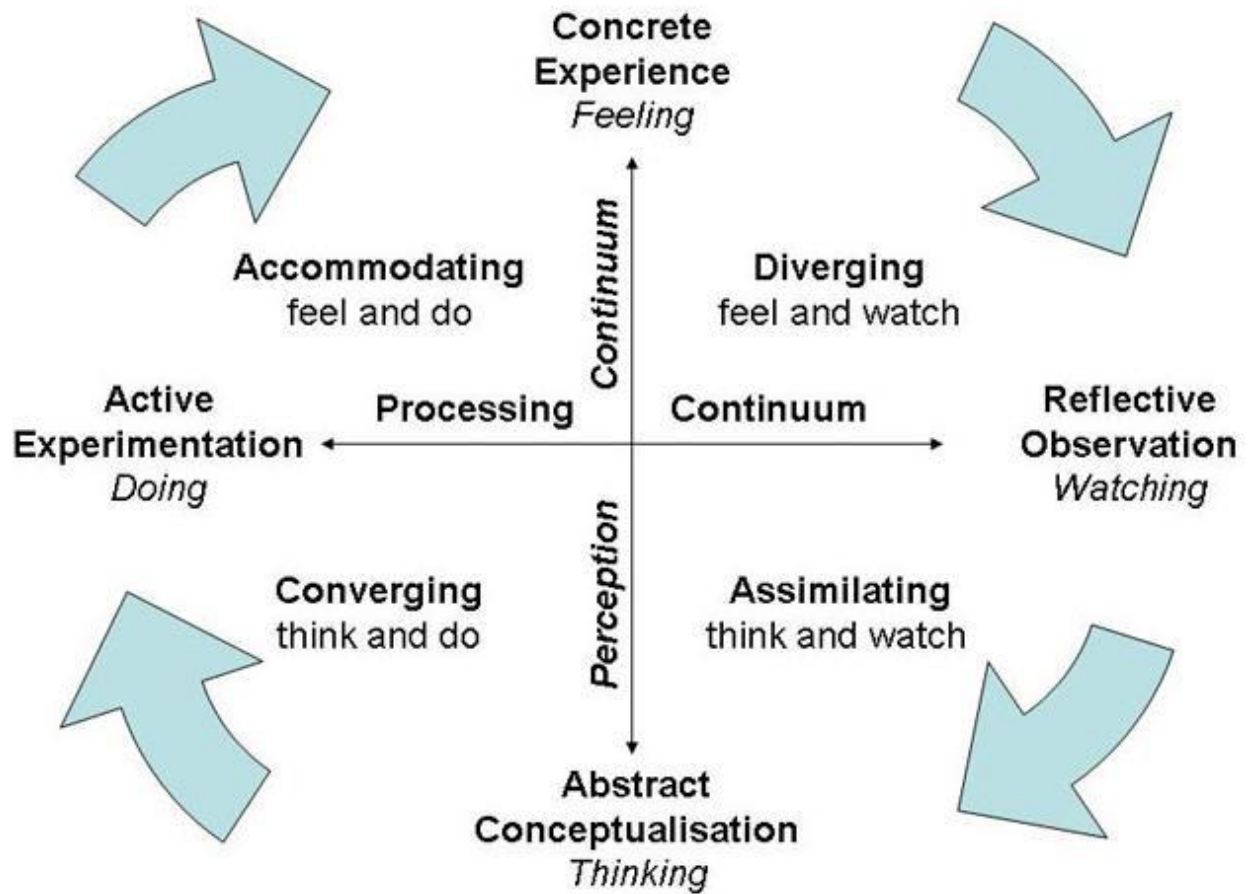 Concrete
Experience
Feeling
Continuum
Accommodating
feel and do
Diverging
feel and watch
Active
Experimentation
Doing
Processing Continuum
Reflective
Observation
Watching
Perception
Converging
think and do
Assimilating
think and watch
Abstract
Conceptualisation
Thinking